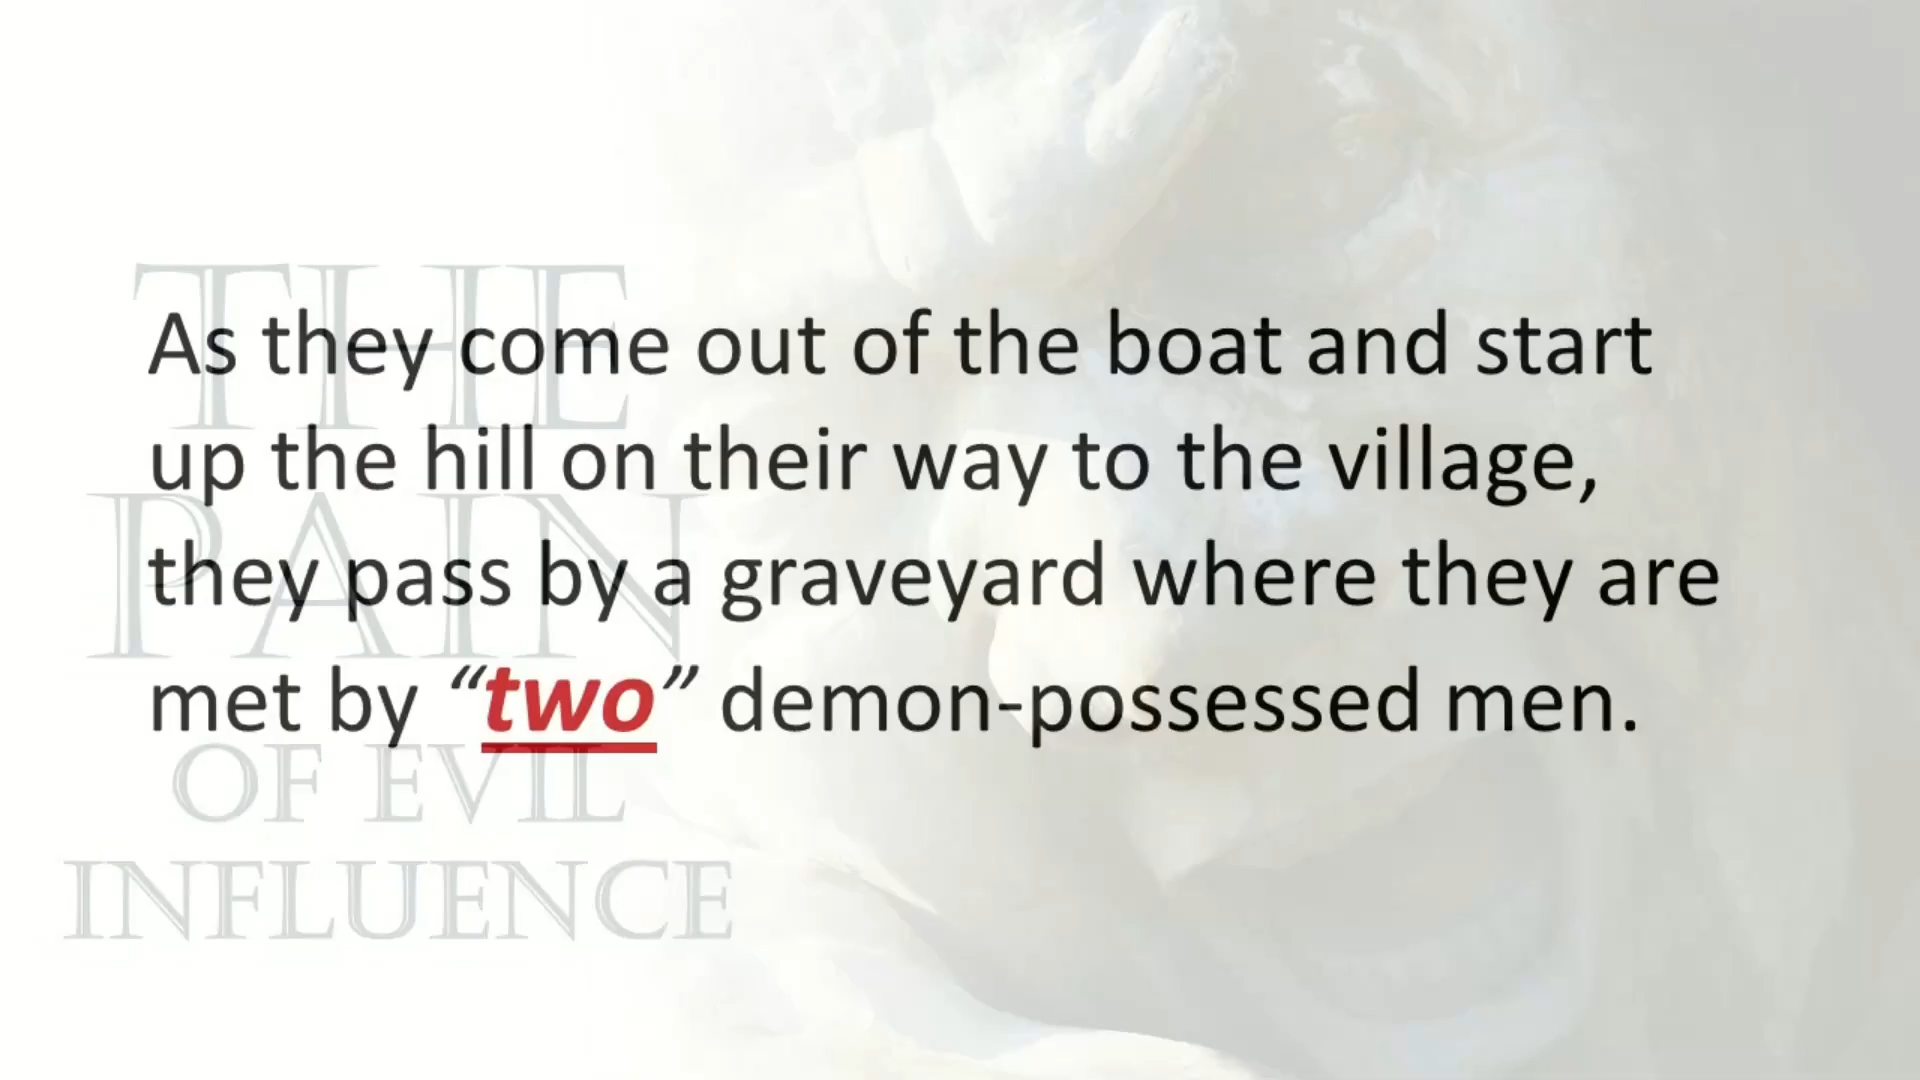 As they come out of the boat and start
up the hill on their way to the village,
they pass by a graveyard where they are
met by “two” demon-possessed men.
THE
PAIN
OF EVIL
INFLUENCE